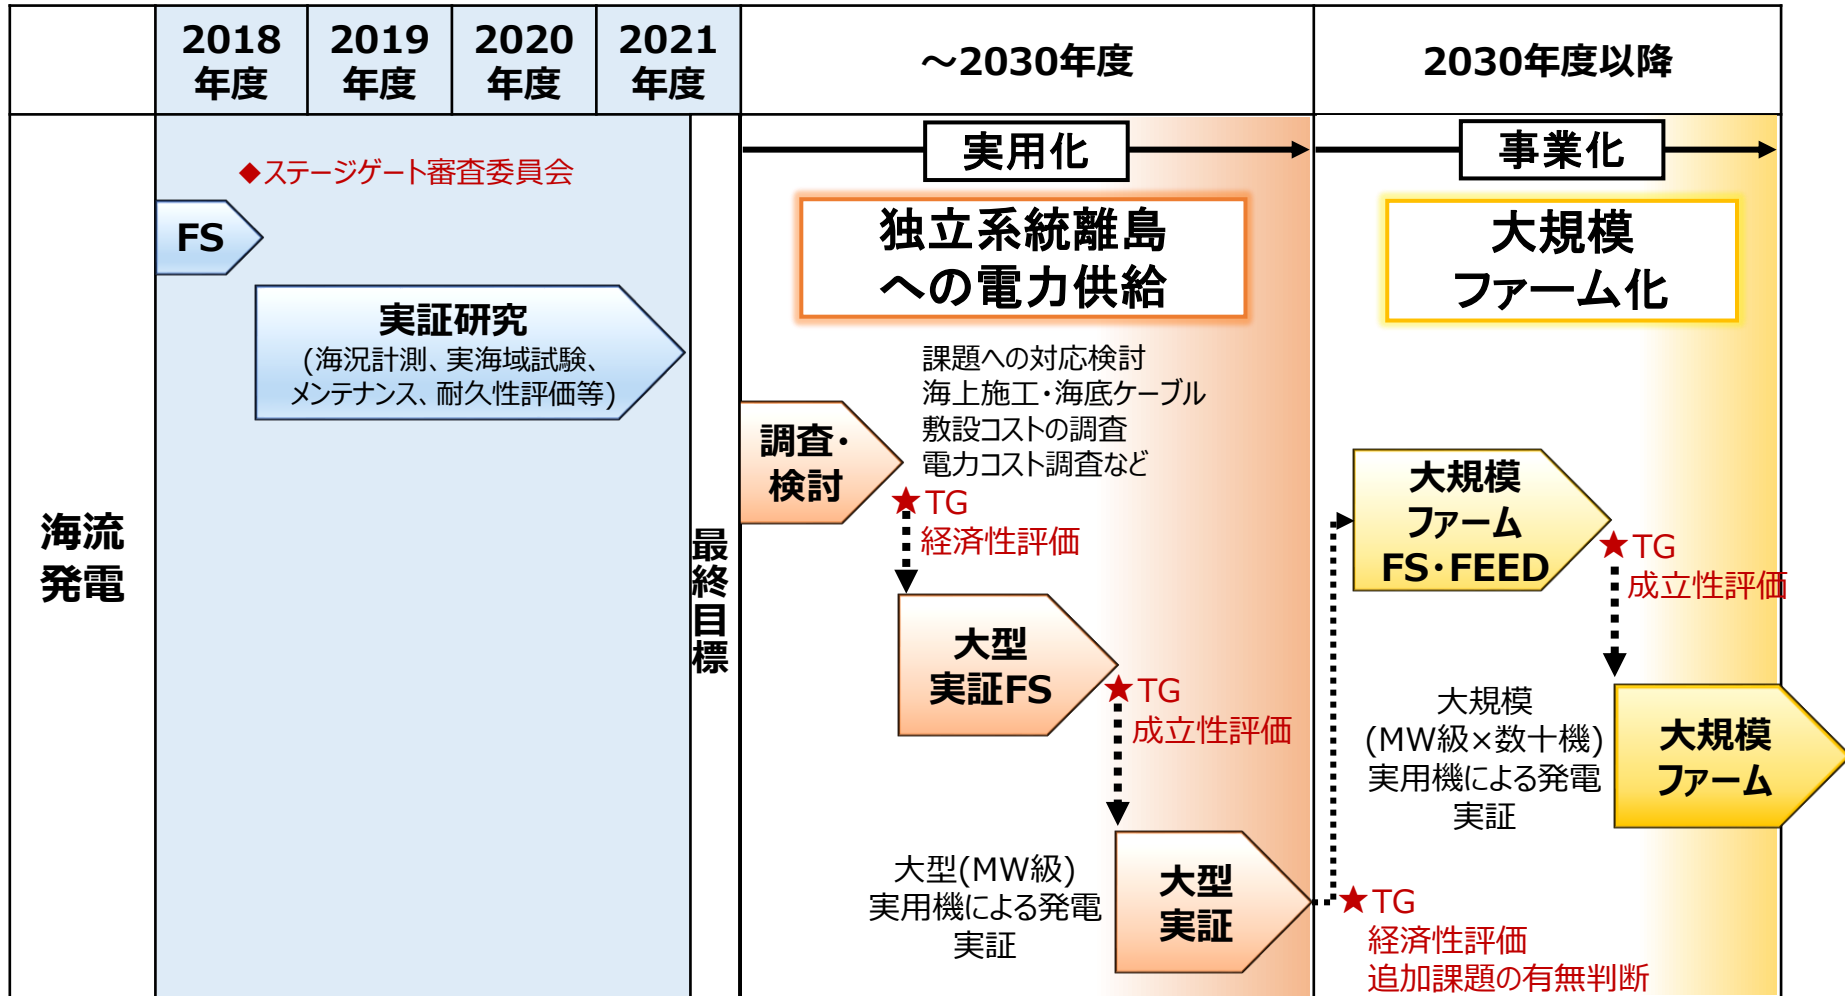 2018
年度
2019
年度
2020
年度
2021
年度
～2030年度
2030年度以降
海流
発電
◆ステージゲート審査委員会
FS
実証研究
(海況計測、実海域試験、
メンテナンス、耐久性評価等)
最終目標
実用化
独立系統離島
への電力供給
課題への対応検討
海上施工・海底ケーブル
敷設コストの調査
電力コスト調査など
調査・
検討
★TG
経済性評価
大型
実証FS
★TG
成立性評価
大型(MW級)
実用機による発電
実証
大型
実証
事業化
大規模
ファーム化
大規模
ファーム
FS・FEED
★TG
成立性評価
大規模
(MW級×数十機)
実用機による発電
実証
大規模
ファーム
★TG
経済性評価
追加課題の有無判断